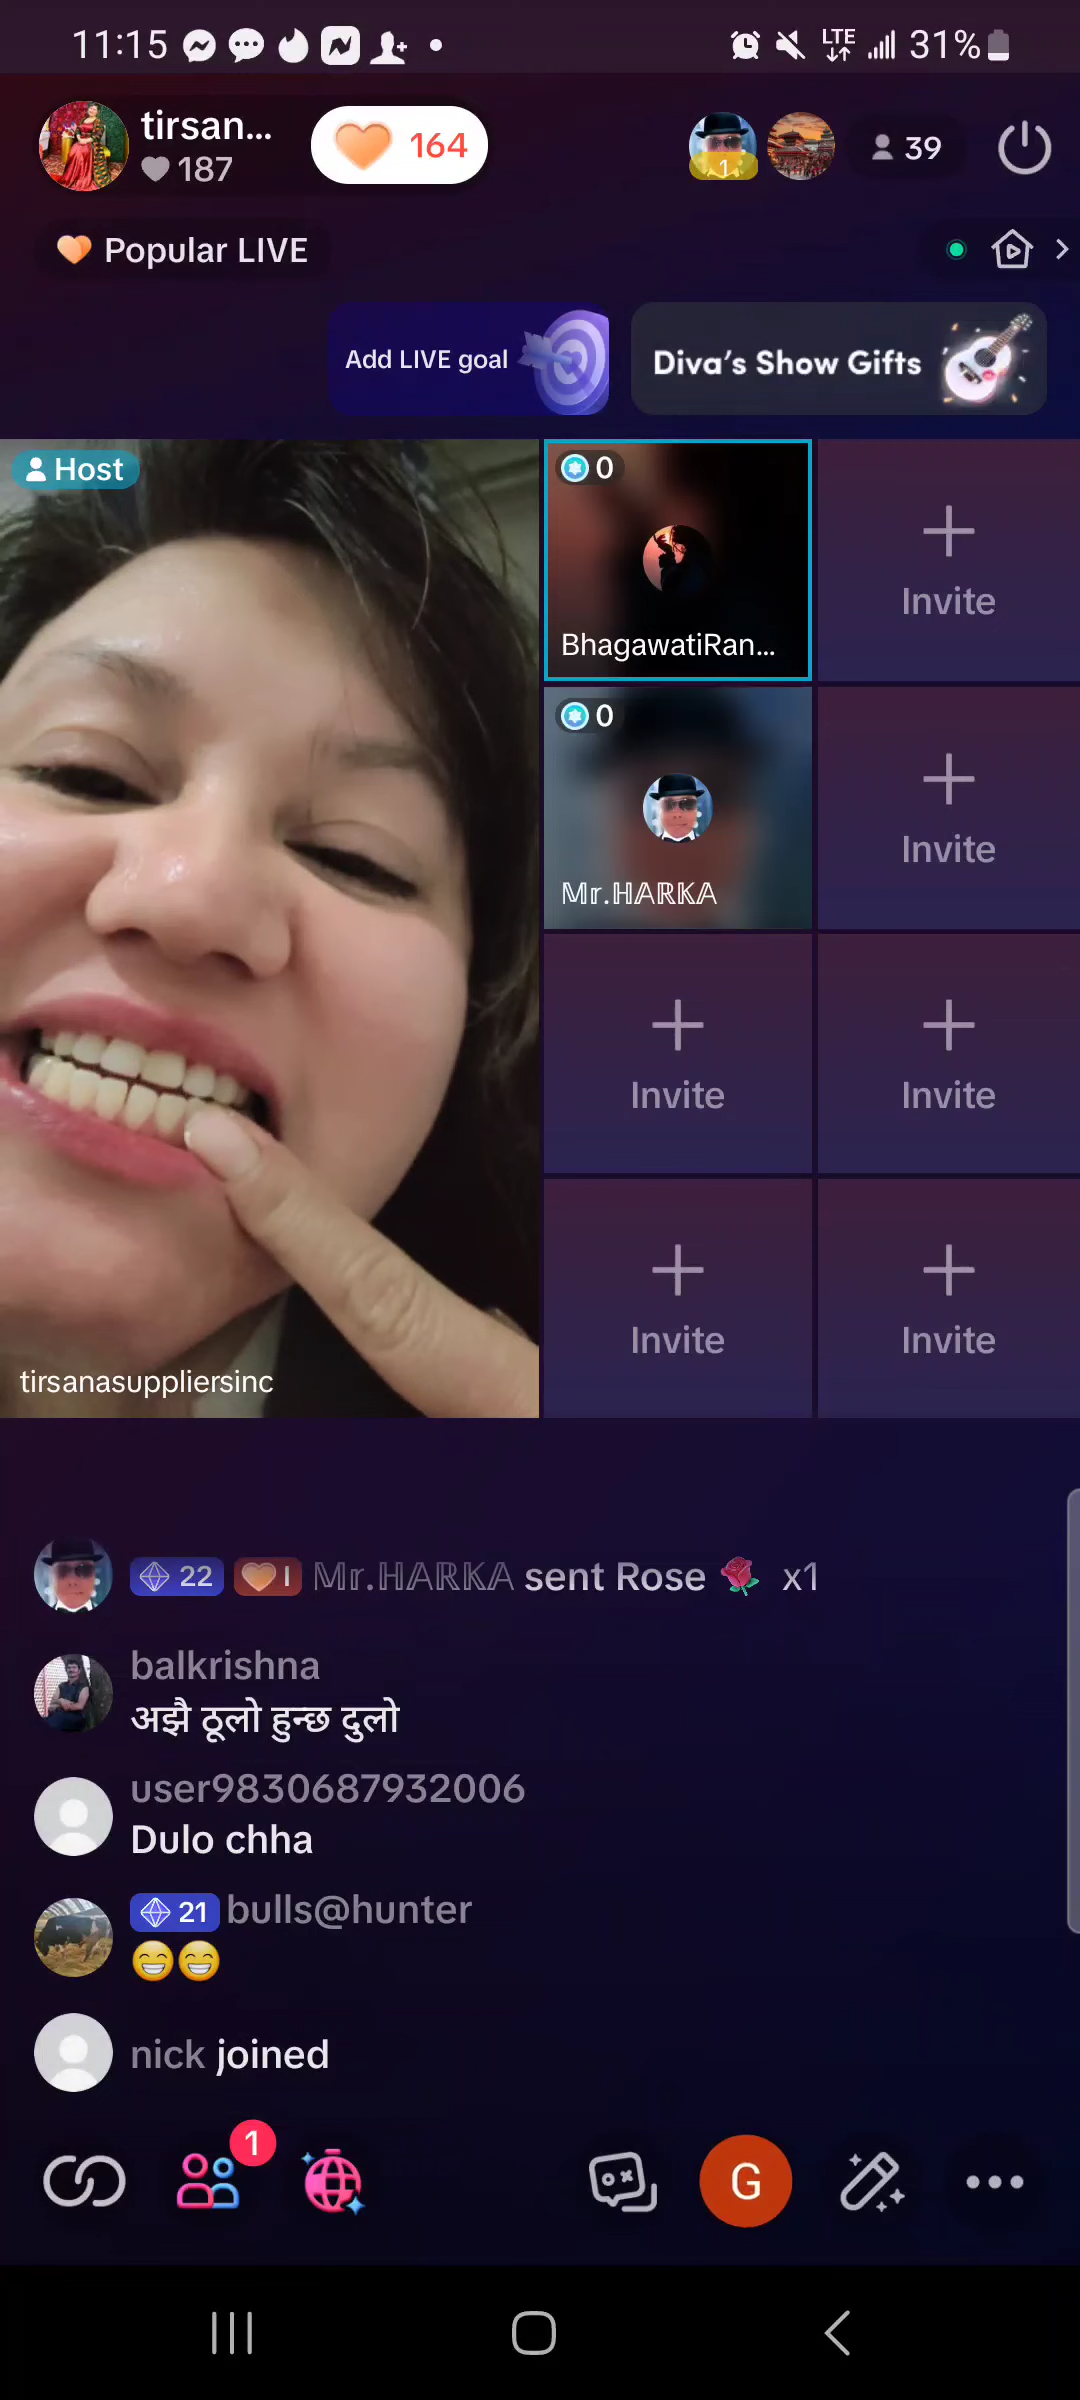 11:15
LTE
31%
tirsan...
187
164
1
39
Popular LIVE
Add LIVE goal
Diva's Show Gifts
Host
0
BhagawatiRan...
Invite
0
𝕄𝕣.ℍ𝔸ℝ𝕂𝔸
Invite
Invite
Invite
Invite
Invite
tirsanasuppliersinc
22 I 𝕄𝕣.ℍ𝔸ℝ𝕂𝔸 sent Rose 🌹 x1
balkrishna
अझै ठूलो हुन्छ दुलो
user9830687932006
Dulo chha
21 bulls@hunter
😁😁
nick joined
1
G